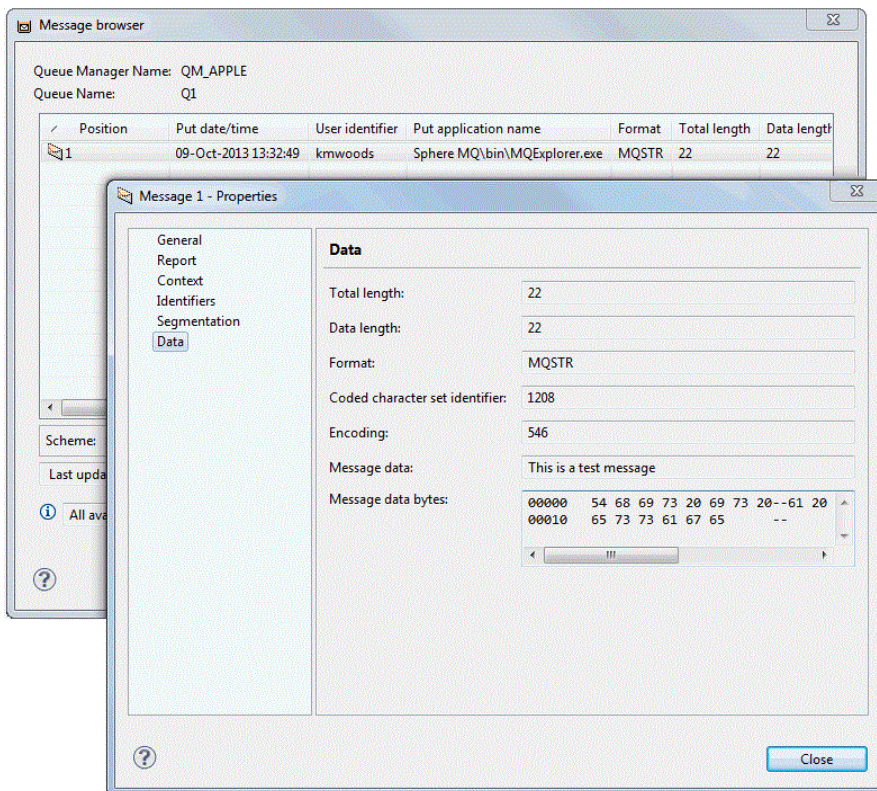 Message browser
Queue Manager Name: QM_APPLE
Queue Name: Q1
Position Put date/time User identifier Put application name Format Total length Data length
1 09-Oct-2013 13:32:49 kmwoods Sphere MQ\bin\MQExplorer.exe MQSTR 22 22
Message 1 - Properties
General
Report
Context
Identifiers
Segmentation
Data
Data
Total length: 22
Data length: 22
Format: MQSTR
Coded character set identifier: 1208
Encoding: 546
Message data: This is a test message
Message data bytes:
00000 54 68 69 73 20 69 73 20--61 20
00010 65 73 73 61 67 65 --
Scheme:
Last upda
All ava
Close